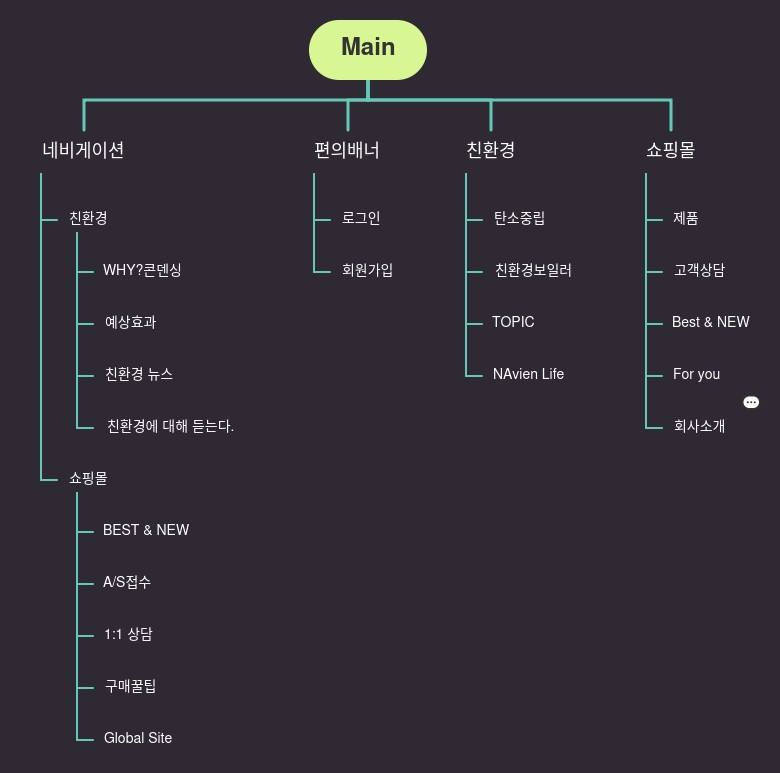 Main
네비게이션
친환경
WHY?콘덴싱
예상효과
친환경 뉴스
친환경에 대해 듣는다.
쇼핑몰
BEST & NEW
A/S접수
1:1 상담
구매꿀팁
Global Site
편의배너
로그인
회원가입
친환경
탄소중립
친환경보일러
TOPIC
NAvien Life
쇼핑몰
제품
고객상담
Best & NEW
For you
회사소개